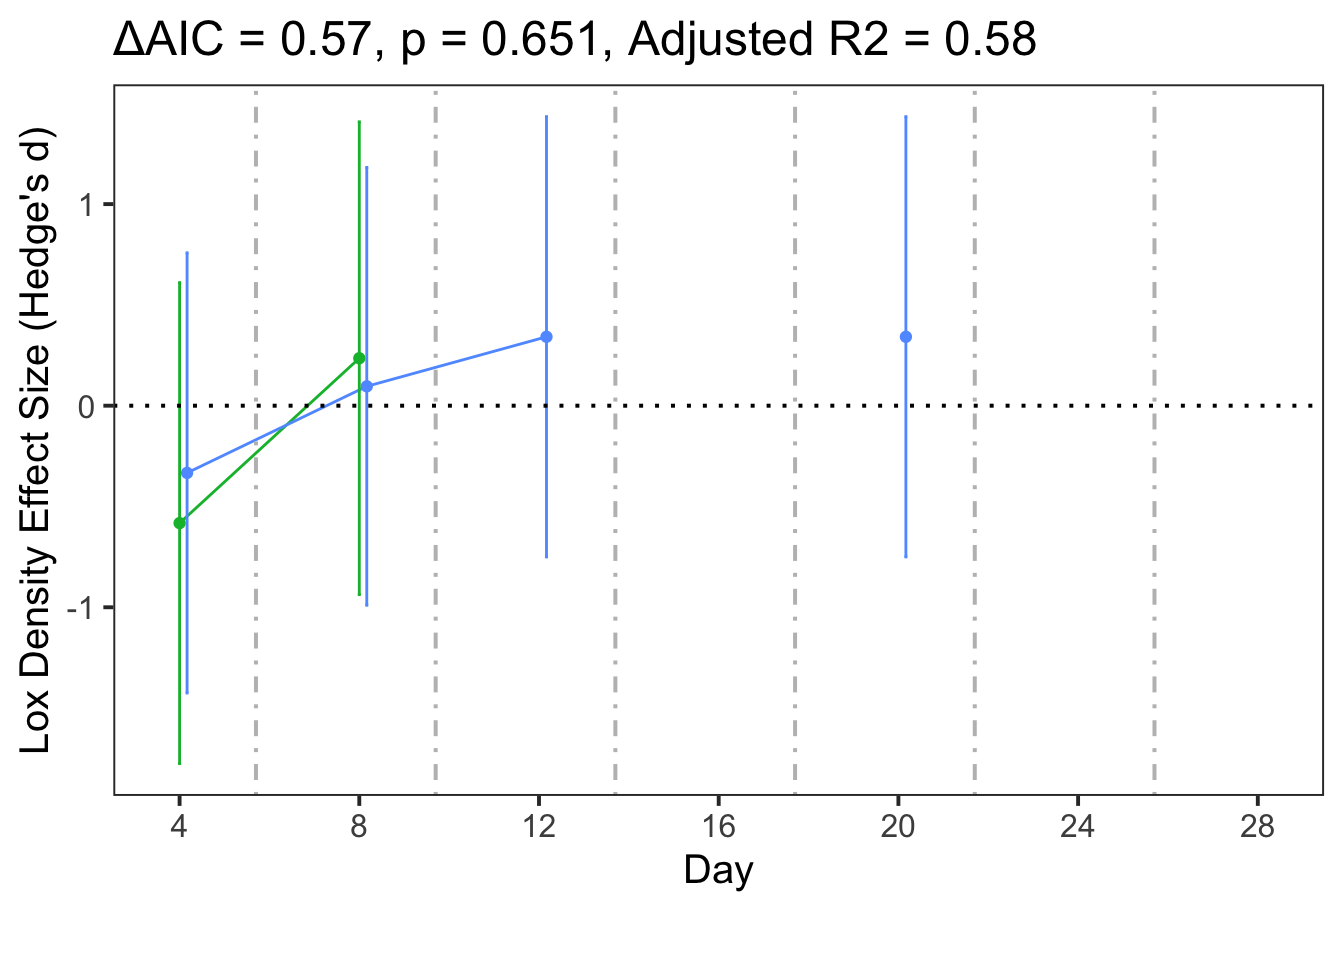 ΔAIC = 0.57, p = 0.651, Adjusted R2 = 0.58
Lox Density Effect Size (Hedge's d)
1
0
-1
4 8 12 16 20 24 28
Day